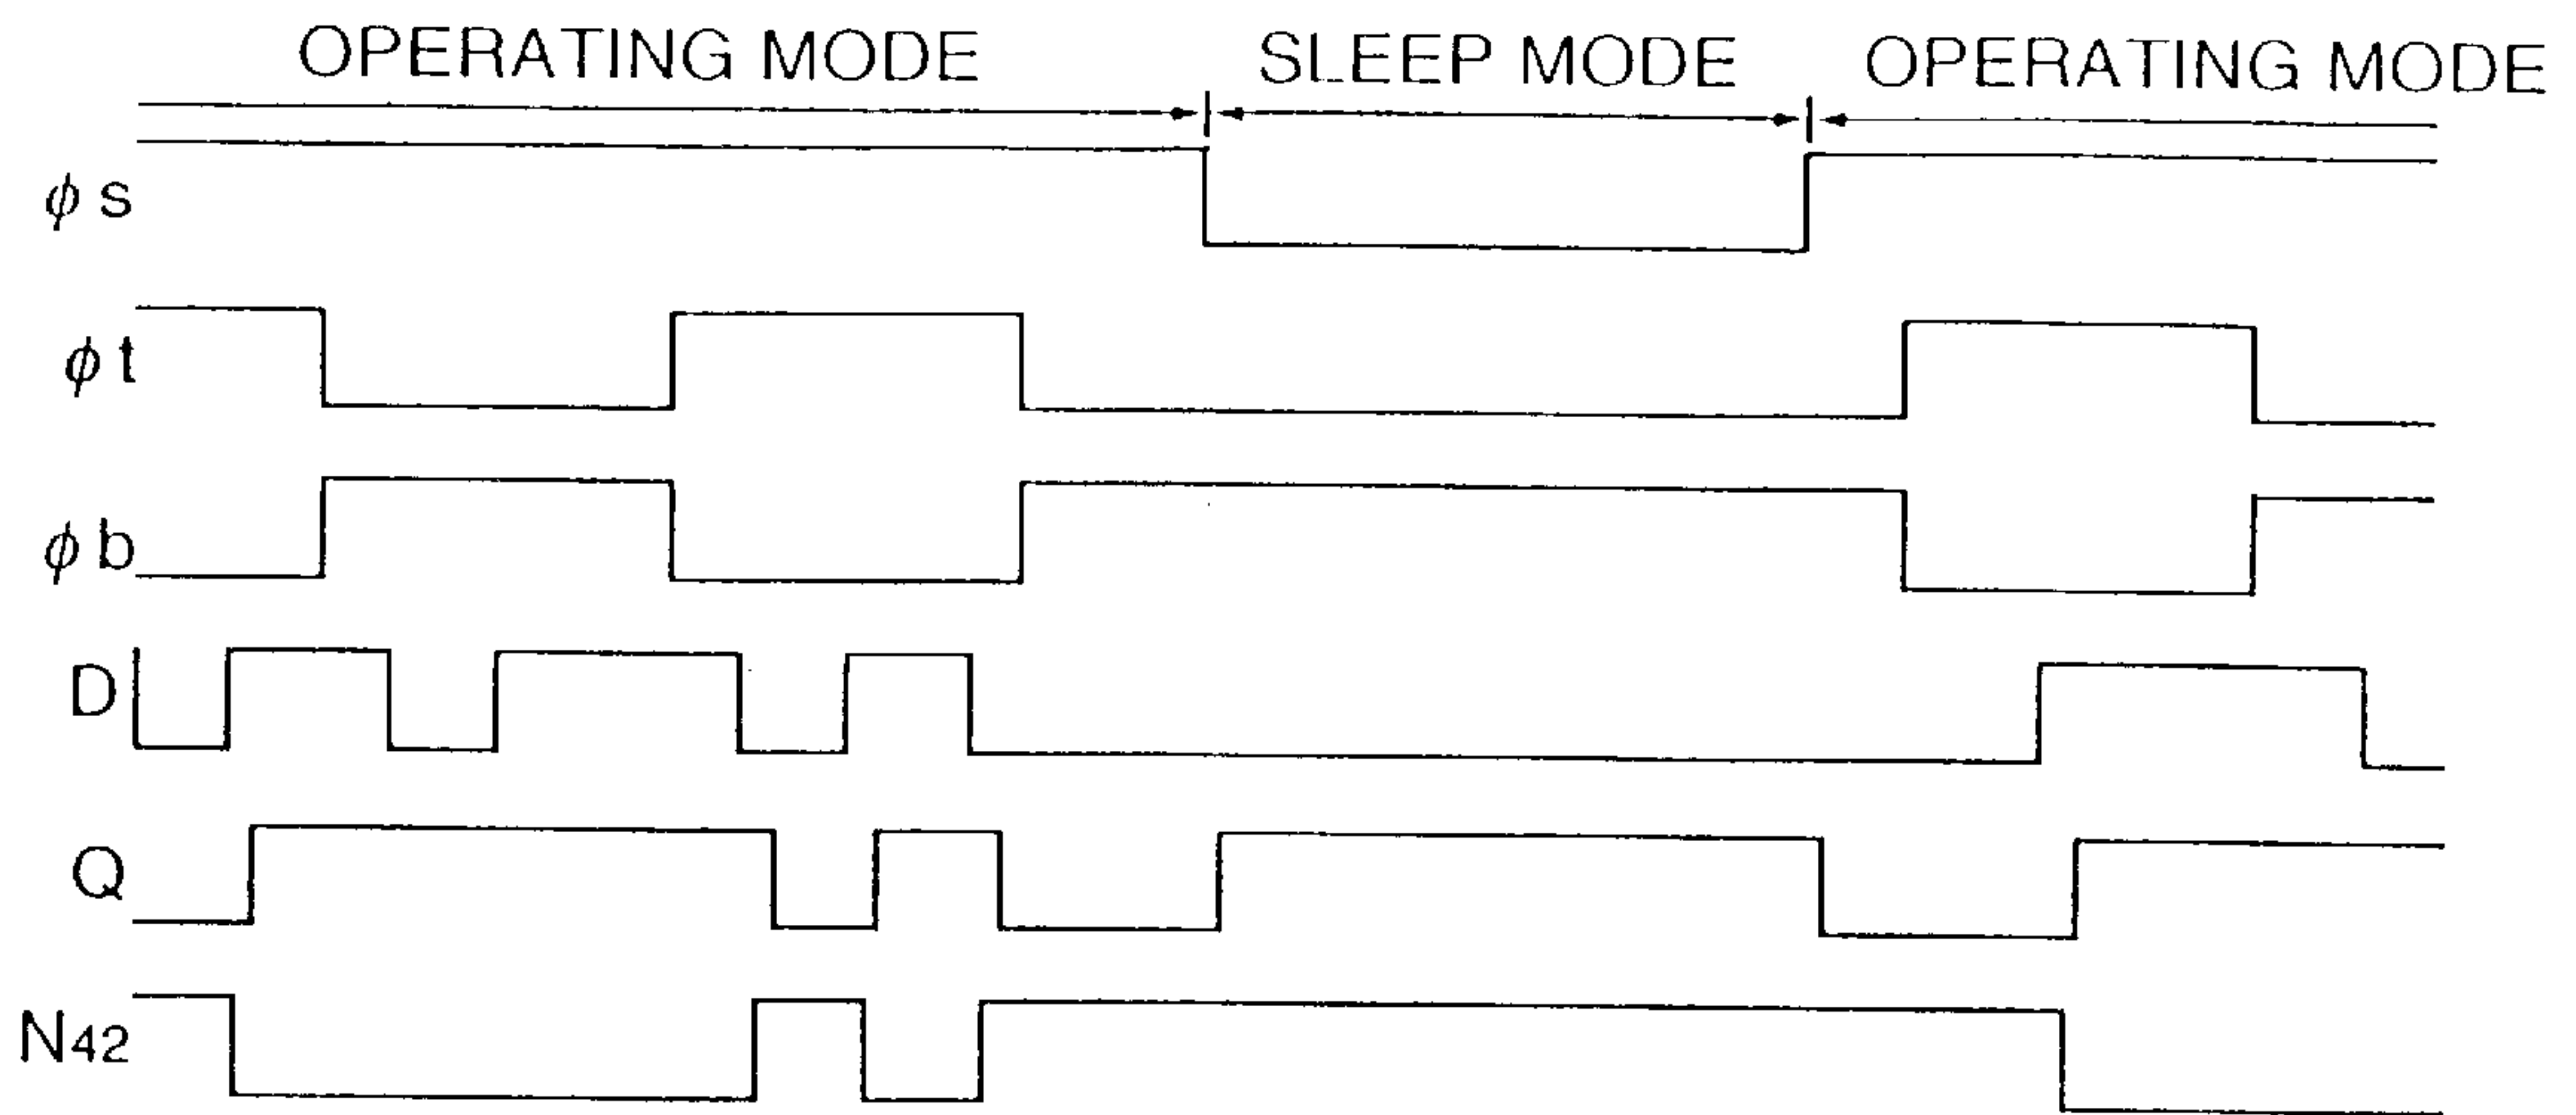 OPERATING MODE SLEEP MODE OPERATING MODE
ϕ s
ϕ t
ϕ b
D
Q
N42